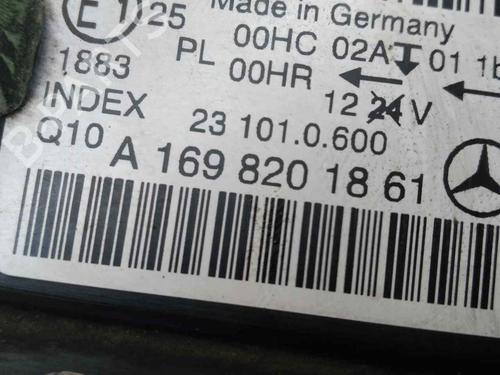 E 1 25 Made in Germany
00HC 02A 01 1b
PL 00HR
1883
12 24 V
INDEX
23 101.0.600
Q10 A 169 820 18 61